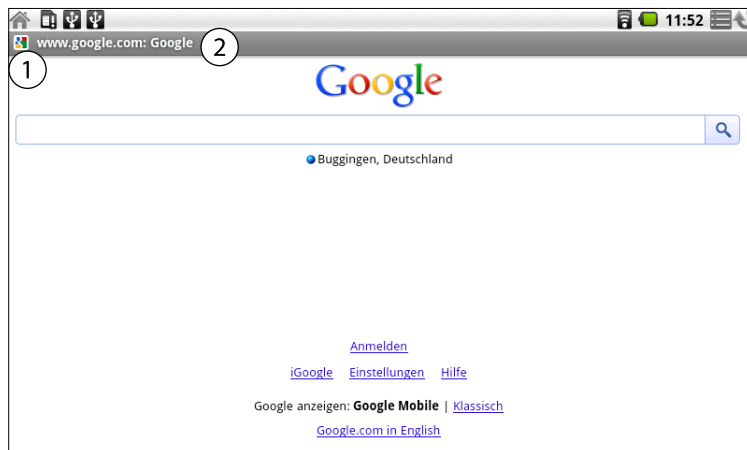 11:52
www.google.com: Google
2
1
Google
Buggingen, Deutschland
Anmelden
iGoogle Einstellungen Hilfe
Google anzeigen: Google Mobile | Klassisch
Google.com in English